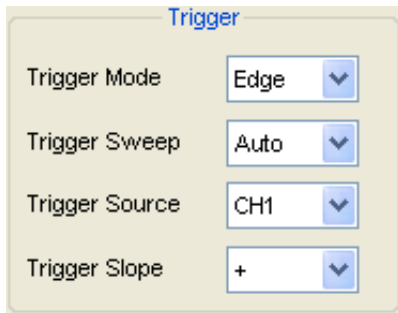 Trigger
Trigger Mode Edge
Trigger Sweep Auto
Trigger Source CH1
Trigger Slope +